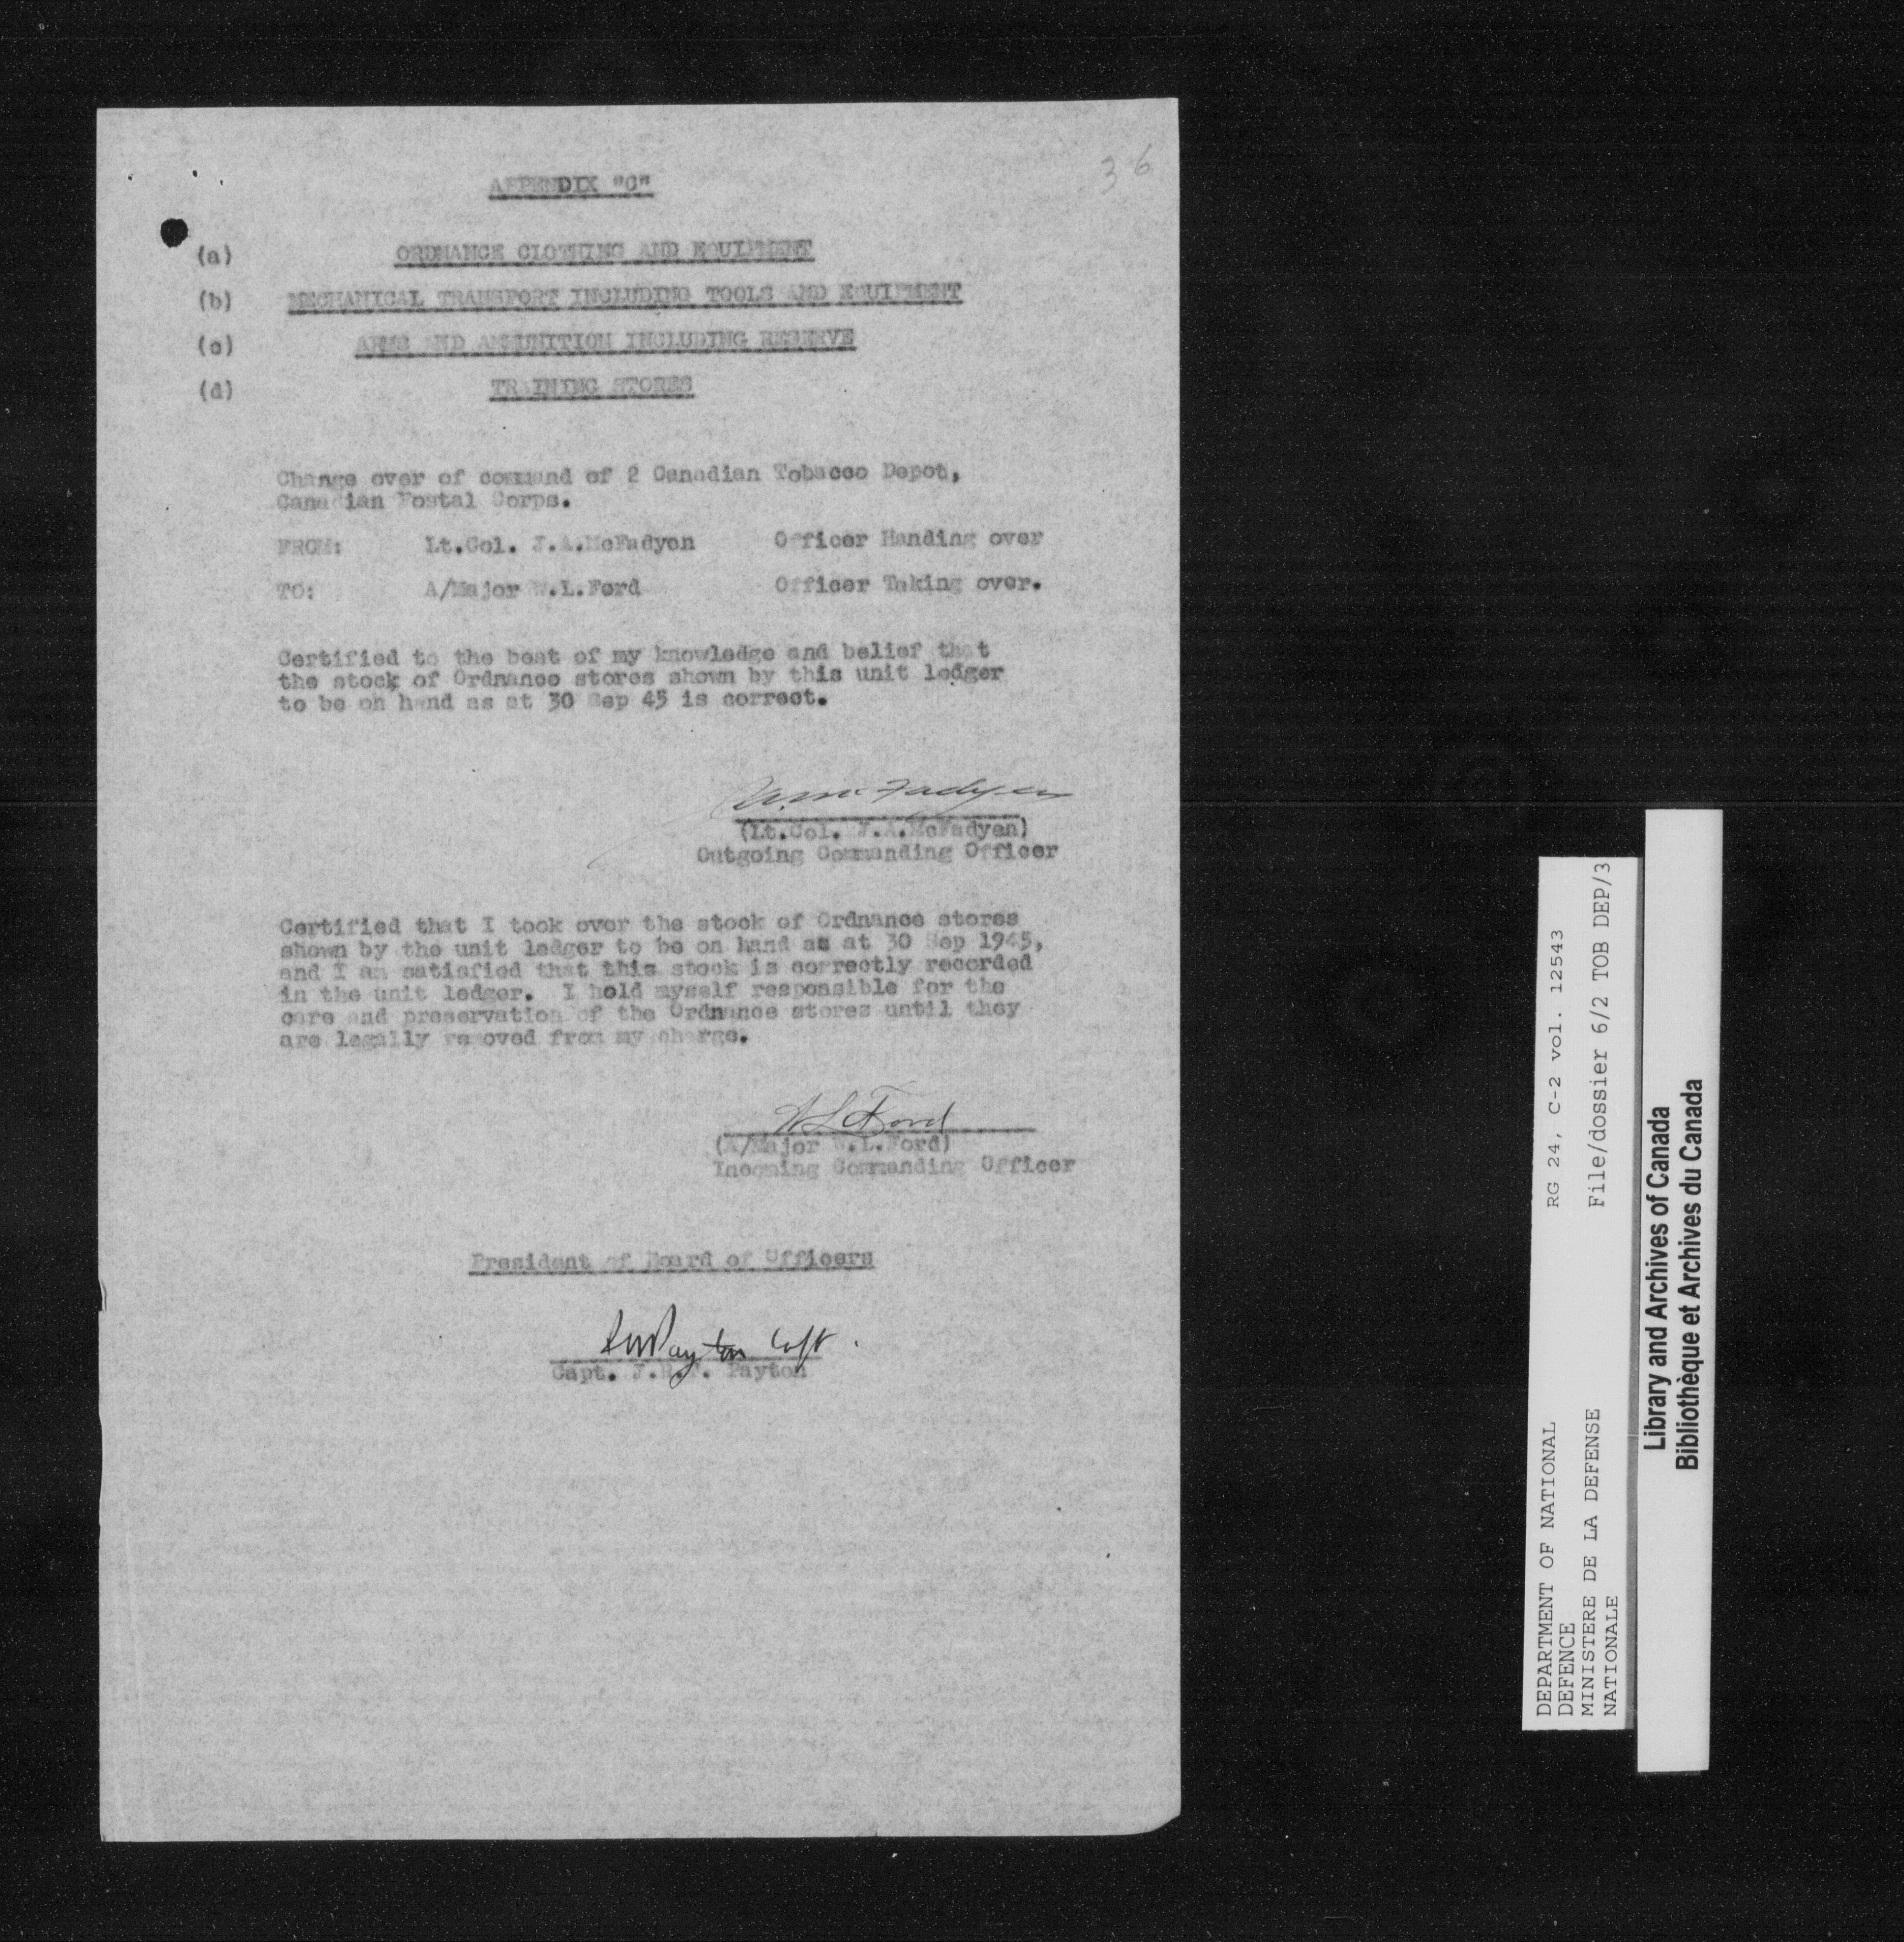 36
APPENDIX "C"
(a) ORDNANCE CLOTHING AND EQUIPMENT
(b) MECHANICAL TRANSPORT INCLUDING TOOLS AND EQUIPMENT
(c) ARMS AND AMMUNITION INCLUDING RESERVE
(d) TRAINING STORES
Change over of command of 2 Canadian Tobacco Depot,
Canadian Postal Corps.
FROM: Lt.Col. J.A.McFadyen Officer Handing over
TO: A/Major W.L.Ford Officer Taking over.
Certified to the best of my knowledge and belief that
the stock of Ordnance stores shown by this unit ledger
to be on hand as at 30 Sep 45 is correct.
(Lt.Col. J.A.McFadyen)
Outgoing Commanding Officer
Certified that I took over the stock of Ordnance stores
shown by the unit ledger to be on hand as at 30 Sep 1945,
and I am satisfied that this stock is correctly recorded
in the unit ledger. I hold myself responsible for the
care and preservation of the Ordnance stores until they
are legally removed from my charge.
WLFord
(A/Major W.L.Ford)
Incoming Commanding Officer
President of Board of Officers
Payton Capt.
Capt. Payton
DEPARTMENT OF NATIONAL
DEFENCE
MINISTERE DE LA DEFENSE
NATIONALE
RG 24, C-2 vol. 12543
File/dossier 6/2 TOB DEP/3
Library and Archives of Canada
Bibliothèque et Archives du Canada